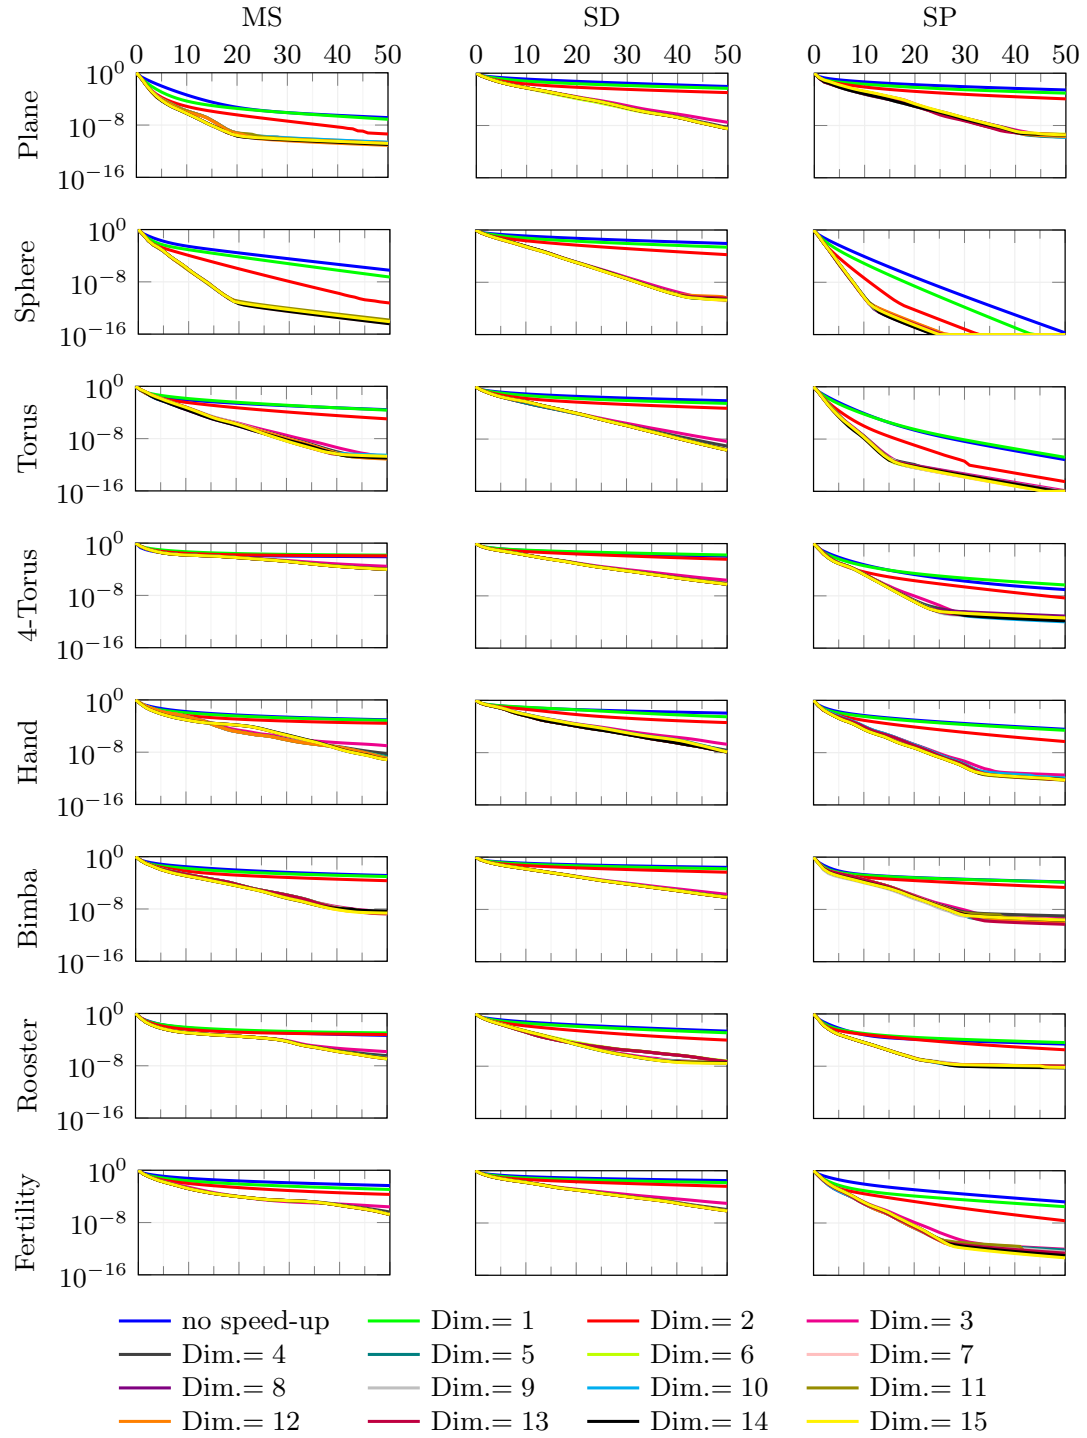 MS SD SP
0 10 20 30 40 50 0 10 20 30 40 50 0 10 20 30 40 50
Plane
10^0
10^−8
10^−16
Sphere
10^0
10^−8
10^−16
Torus
10^0
10^−8
10^−16
4-Torus
10^0
10^−8
10^−16
Hand
10^0
10^−8
10^−16
Bimba
10^0
10^−8
10^−16
Rooster
10^0
10^−8
10^−16
Fertility
10^0
10^−8
10^−16
no speed-up Dim.= 1 Dim.= 2 Dim.= 3
Dim.= 4 Dim.= 5 Dim.= 6 Dim.= 7
Dim.= 8 Dim.= 9 Dim.= 10 Dim.= 11
Dim.= 12 Dim.= 13 Dim.= 14 Dim.= 15